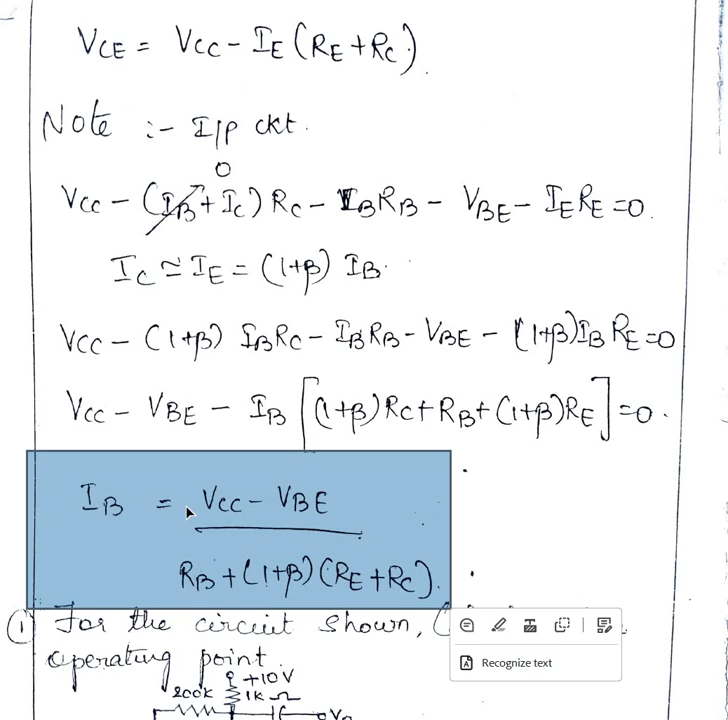 VCE = VCC - IE (RE + RC)
Note :- I/P ckt.
0
VCC - (IB + IC) RC - IBRB - VBE - IERE = 0.
IC ≃ IE = (1+β) IB.
VCC - (1+β) IBRC - IBRB - VBE - (1+β)IB RE = 0
VCC - VBE - IB [(1+β)RC + RB + (1+β)RE] = 0.
IB = VCC - VBE
RB + (1+β)(RE + RC).
① For the circuit shown,
operating point.
+10V
200k 1KΩ
Recognize text